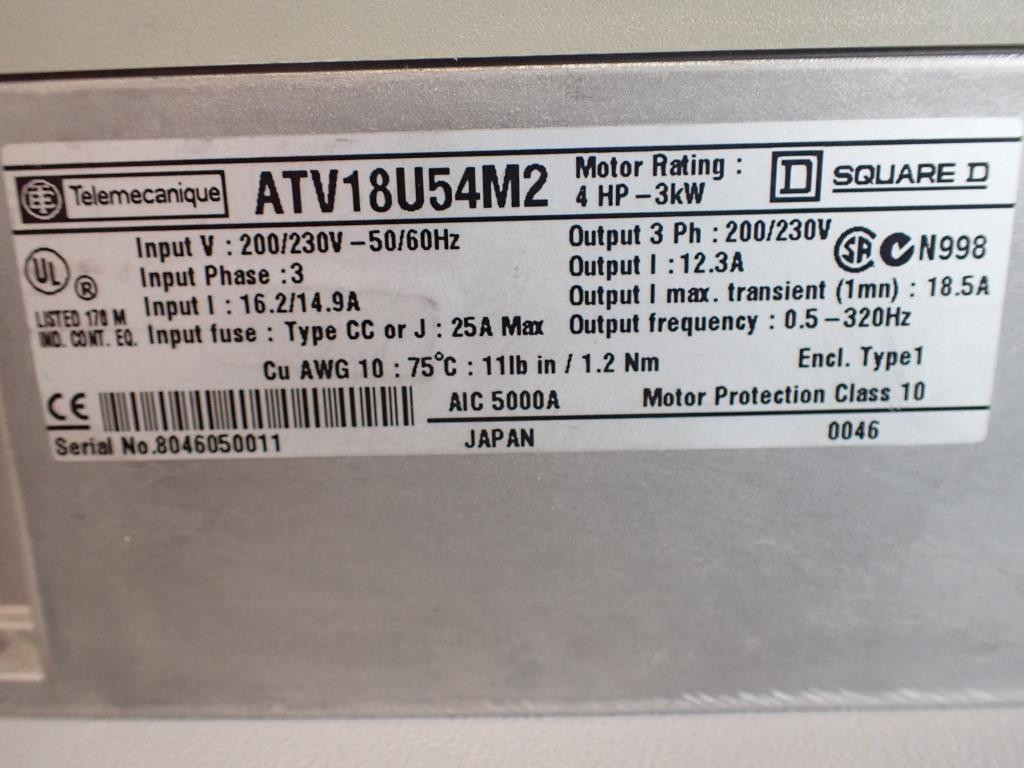 Telemecanique ATV18U54M2 Motor Rating : 4 HP – 3kW D SQUARE D
Input V : 200/230V – 50/60Hz
Input Phase : 3
Input I : 16.2/14.9A
Input fuse : Type CC or J : 25A Max
Output 3 Ph : 200/230V
Output I : 12.3A
Output I max. transient (1mn) : 18.5A
Output frequency : 0.5 – 320Hz
UL ®
LISTED 178 M
IND. CONT. EQ.
SA N998
Cu AWG 10 : 75°C : 11lb in / 1.2 Nm Encl. Type1
CE AIC 5000A Motor Protection Class 10
Serial No.8046050011 JAPAN 0046